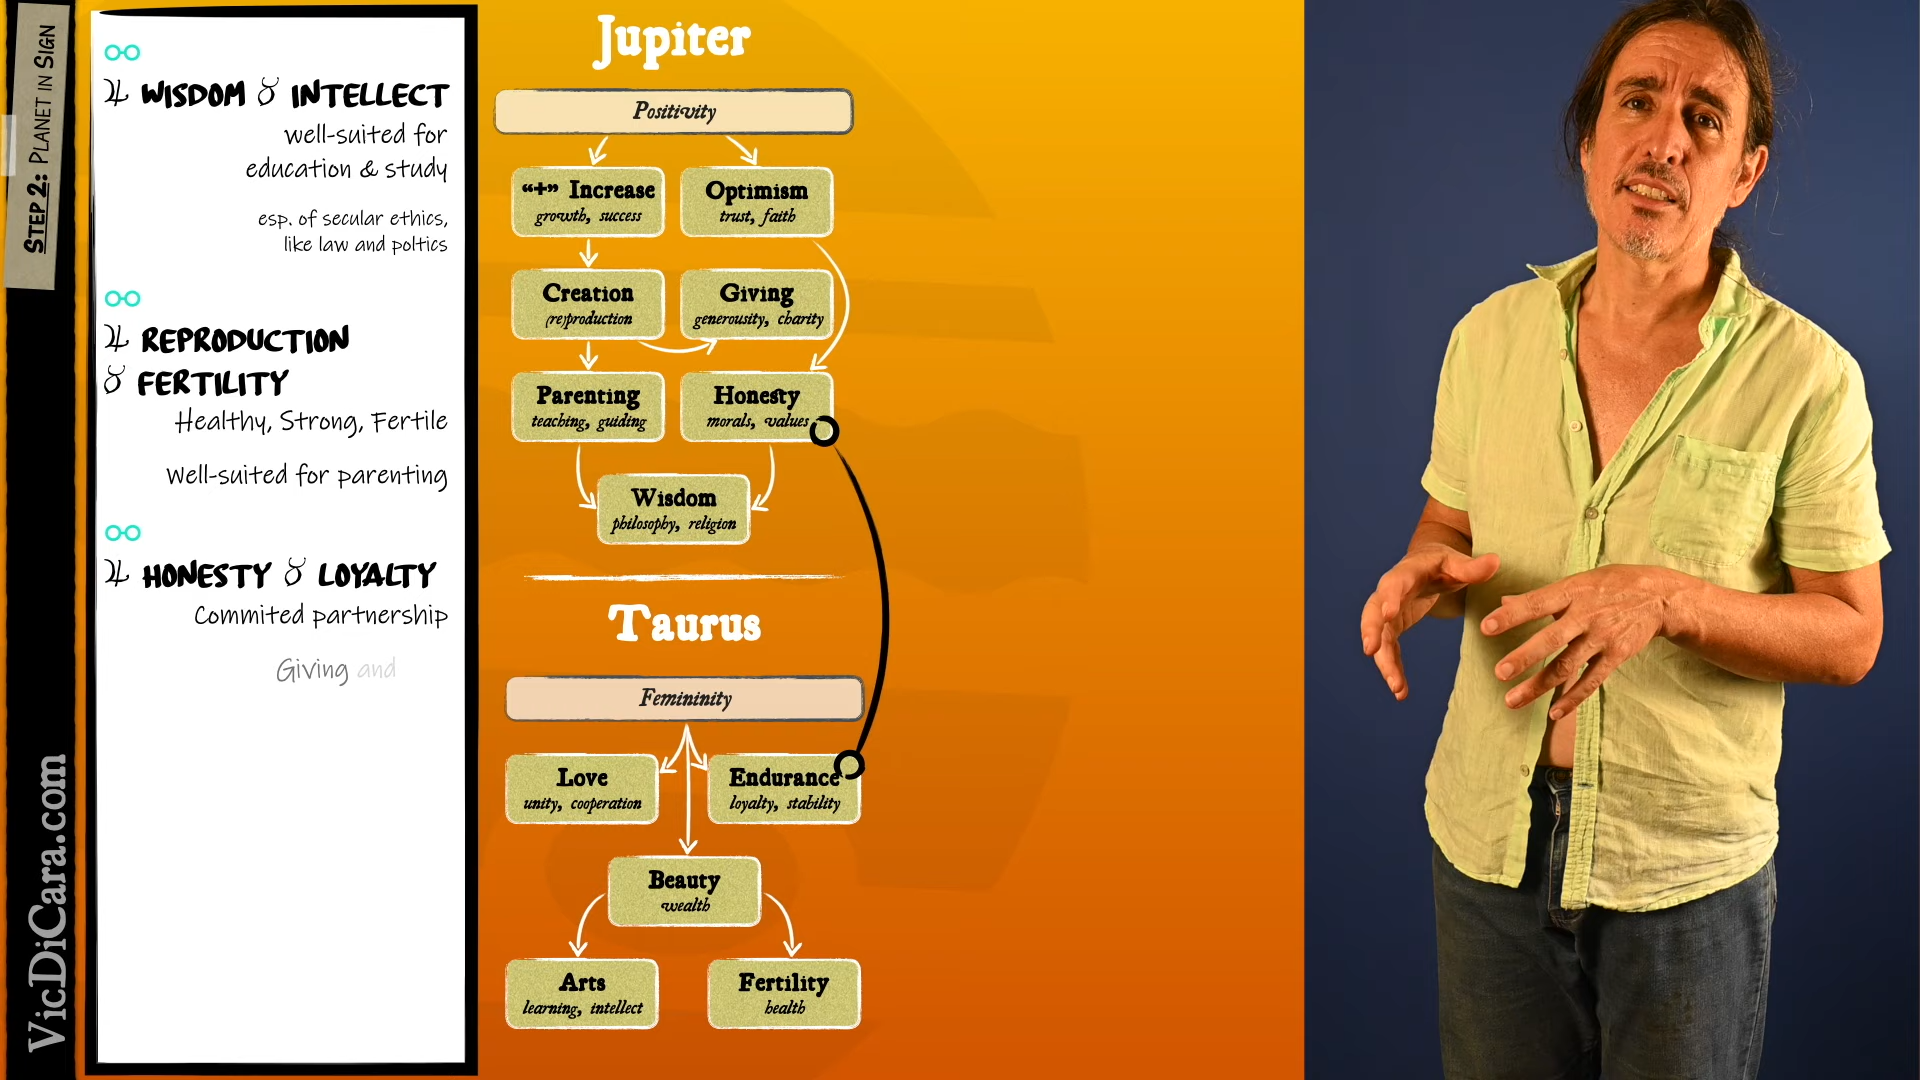 STEP 2: PLANET IN SIGN
VicDiCara.com
♃ WISDOM ♉ INTELLECT
well-suited for
education & study
esp. of secular ethics,
like law and poltics
♃ REPRODUCTION
♉ FERTILITY
Healthy, Strong, Fertile
Well-suited for parenting
♃ HONESTY ♉ LOYALTY
Commited partnership
Giving and
Jupiter
Positivity
“+” Increase
growth, success
Optimism
trust, faith
Creation
(re)production
Giving
generousity, charity
Parenting
teaching, guiding
Honesty
morals, values
Wisdom
philosophy, religion
Taurus
Femininity
Love
unity, cooperation
Endurance
loyalty, stability
Beauty
wealth
Arts
learning, intellect
Fertility
health